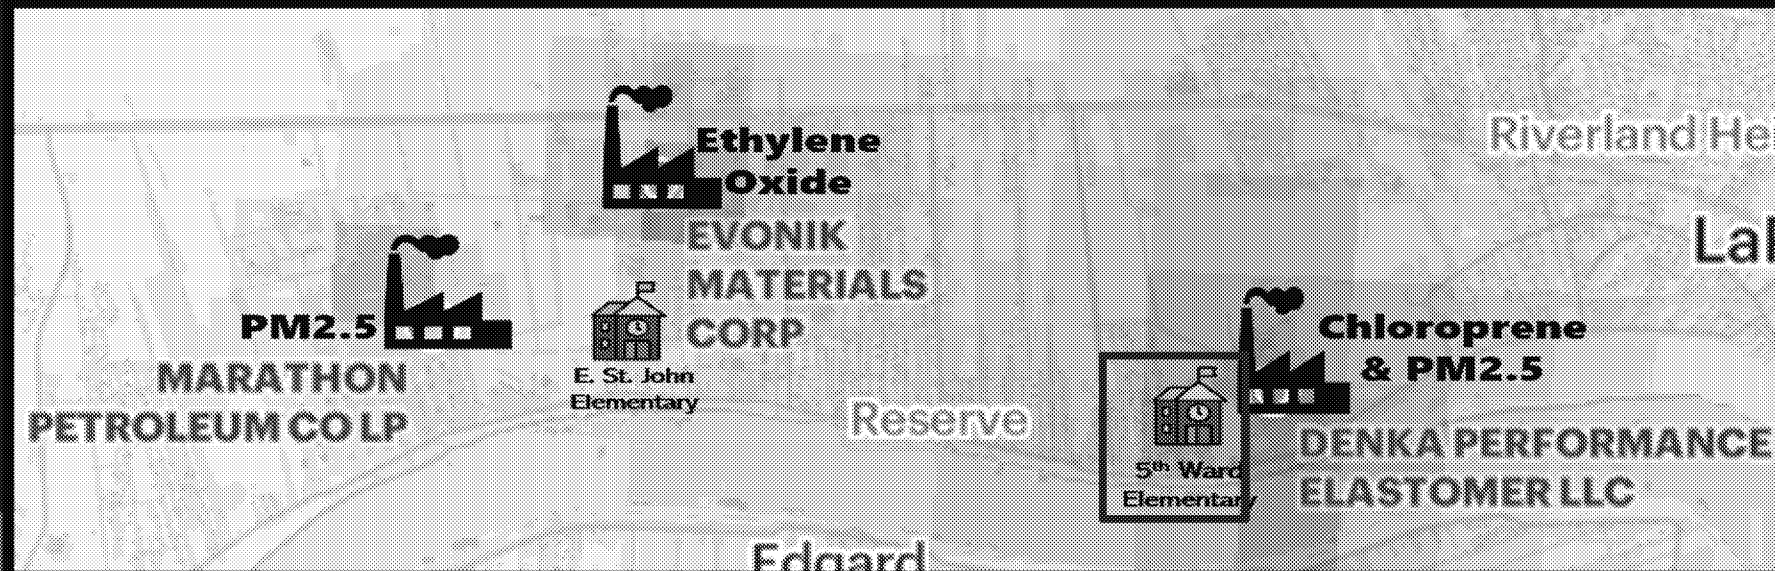 Riverland He
Ethylene
Oxide
EVONIK
MATERIALS
CORP
Lal
PM2.5
MARATHON
PETROLEUM CO LP
E. St. John
Elementary
Reserve
Chloroprene
& PM2.5
5th Ward
Elementary
DENKA PERFORMANCE
ELASTOMER LLC
Edgard